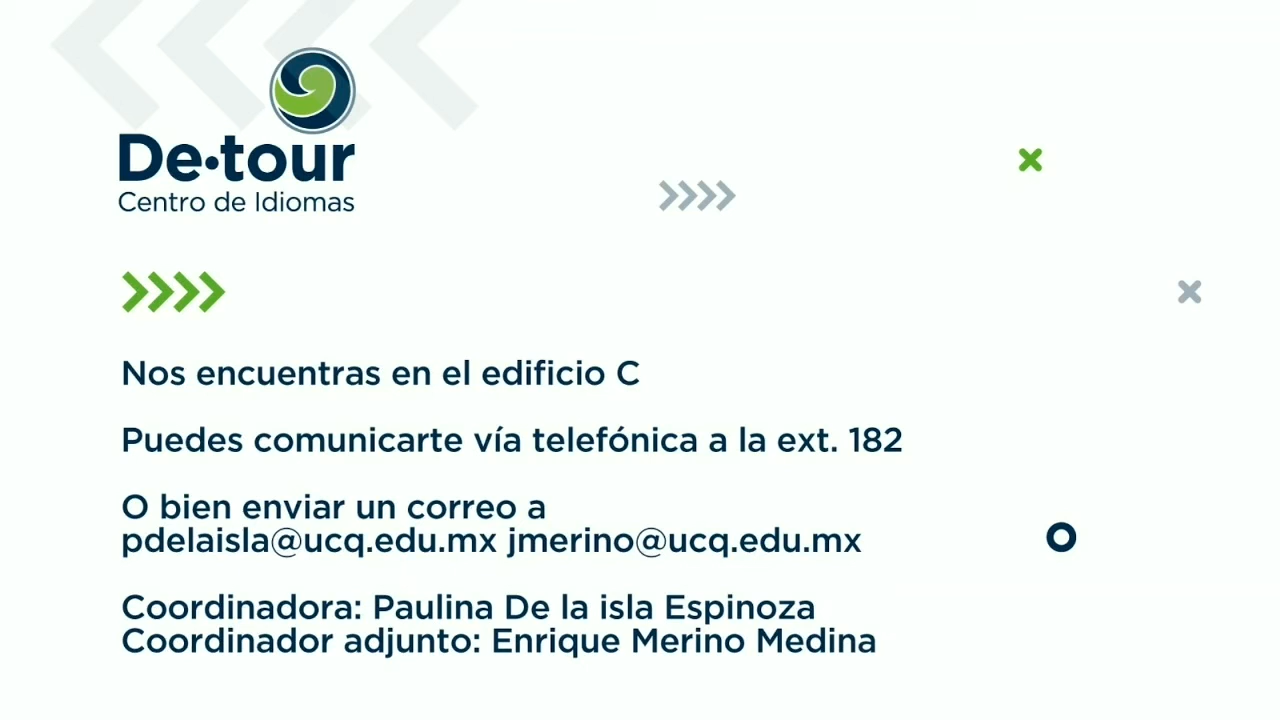 De•tour
Centro de Idiomas
Nos encuentras en el edificio C
Puedes comunicarte vía telefónica a la ext. 182
O bien enviar un correo a
pdelaisla@ucq.edu.mx jmerino@ucq.edu.mx
Coordinadora: Paulina De la isla Espinoza
Coordinador adjunto: Enrique Merino Medina